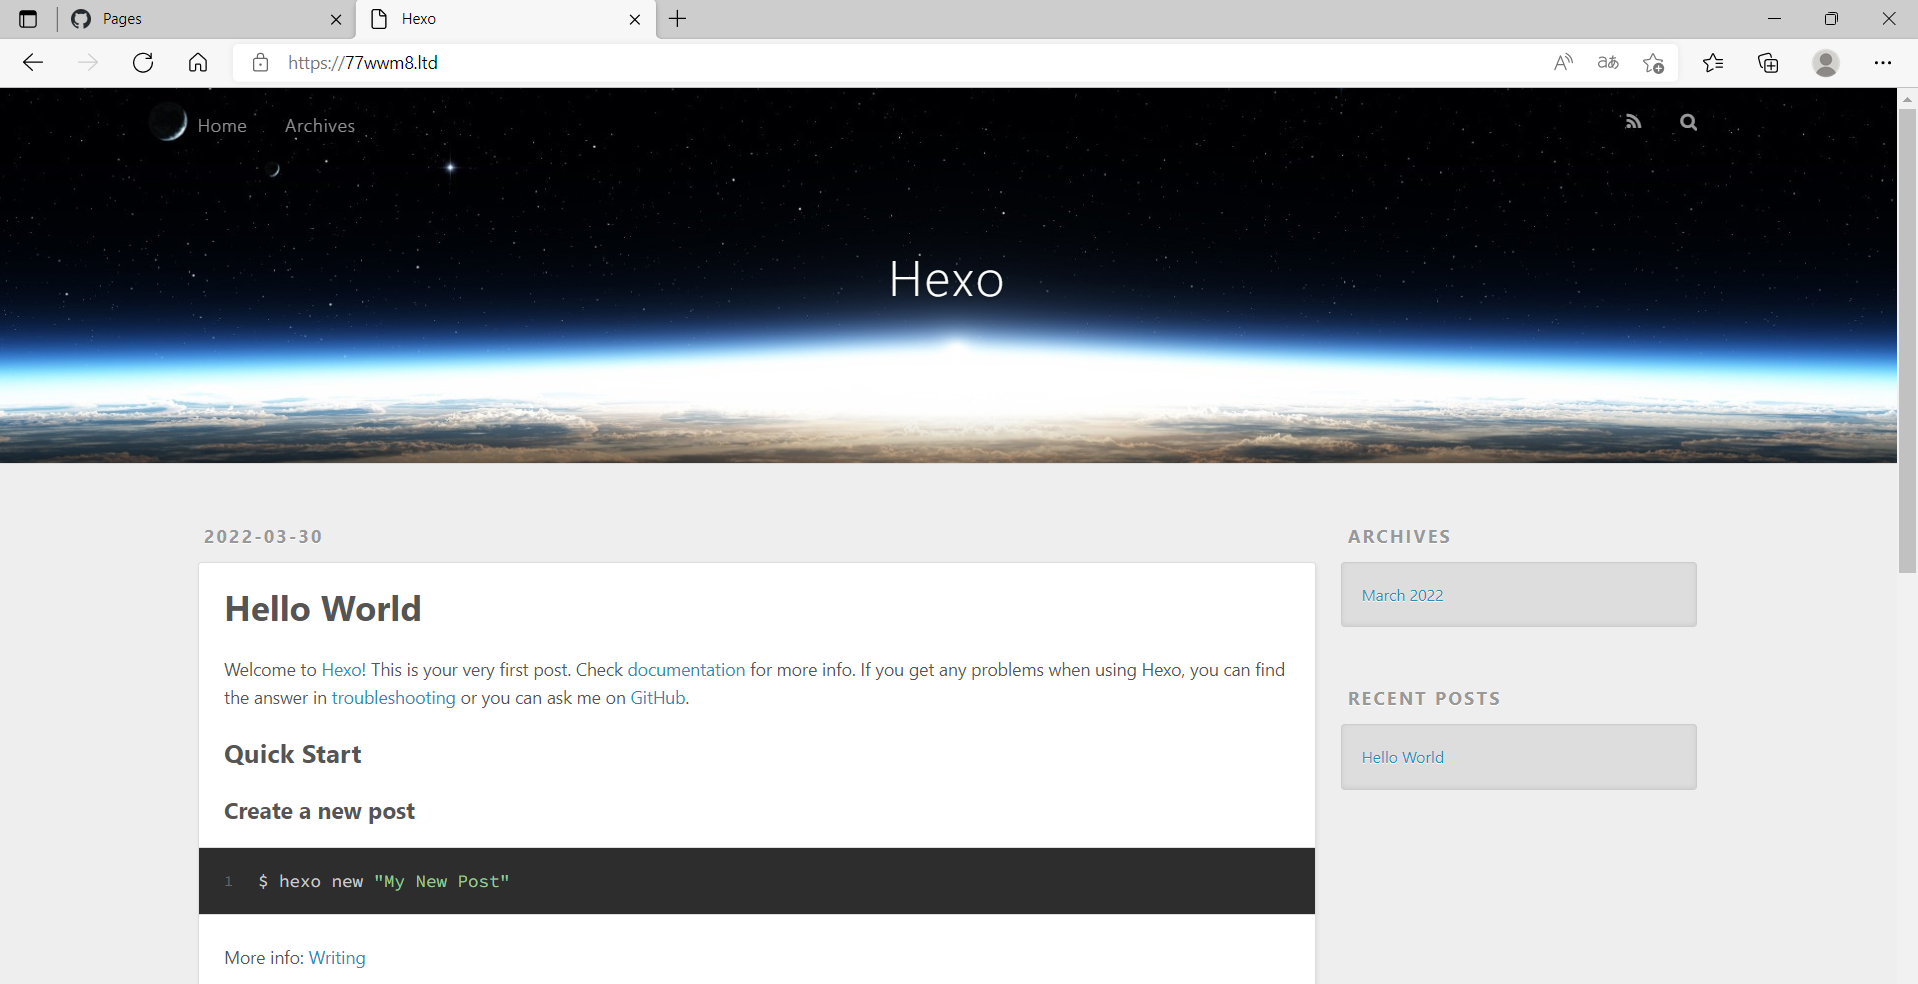 Pages
Hexo
https://77wwm8.ltd
Home
Archives
Hexo
2022-03-30
Hello World
Welcome to Hexo! This is your very first post. Check documentation for more info. If you get any problems when using Hexo, you can find
the answer in troubleshooting or you can ask me on GitHub.
Quick Start
Create a new post
1 $ hexo new "My New Post"
More info: Writing
ARCHIVES
March 2022
RECENT POSTS
Hello World